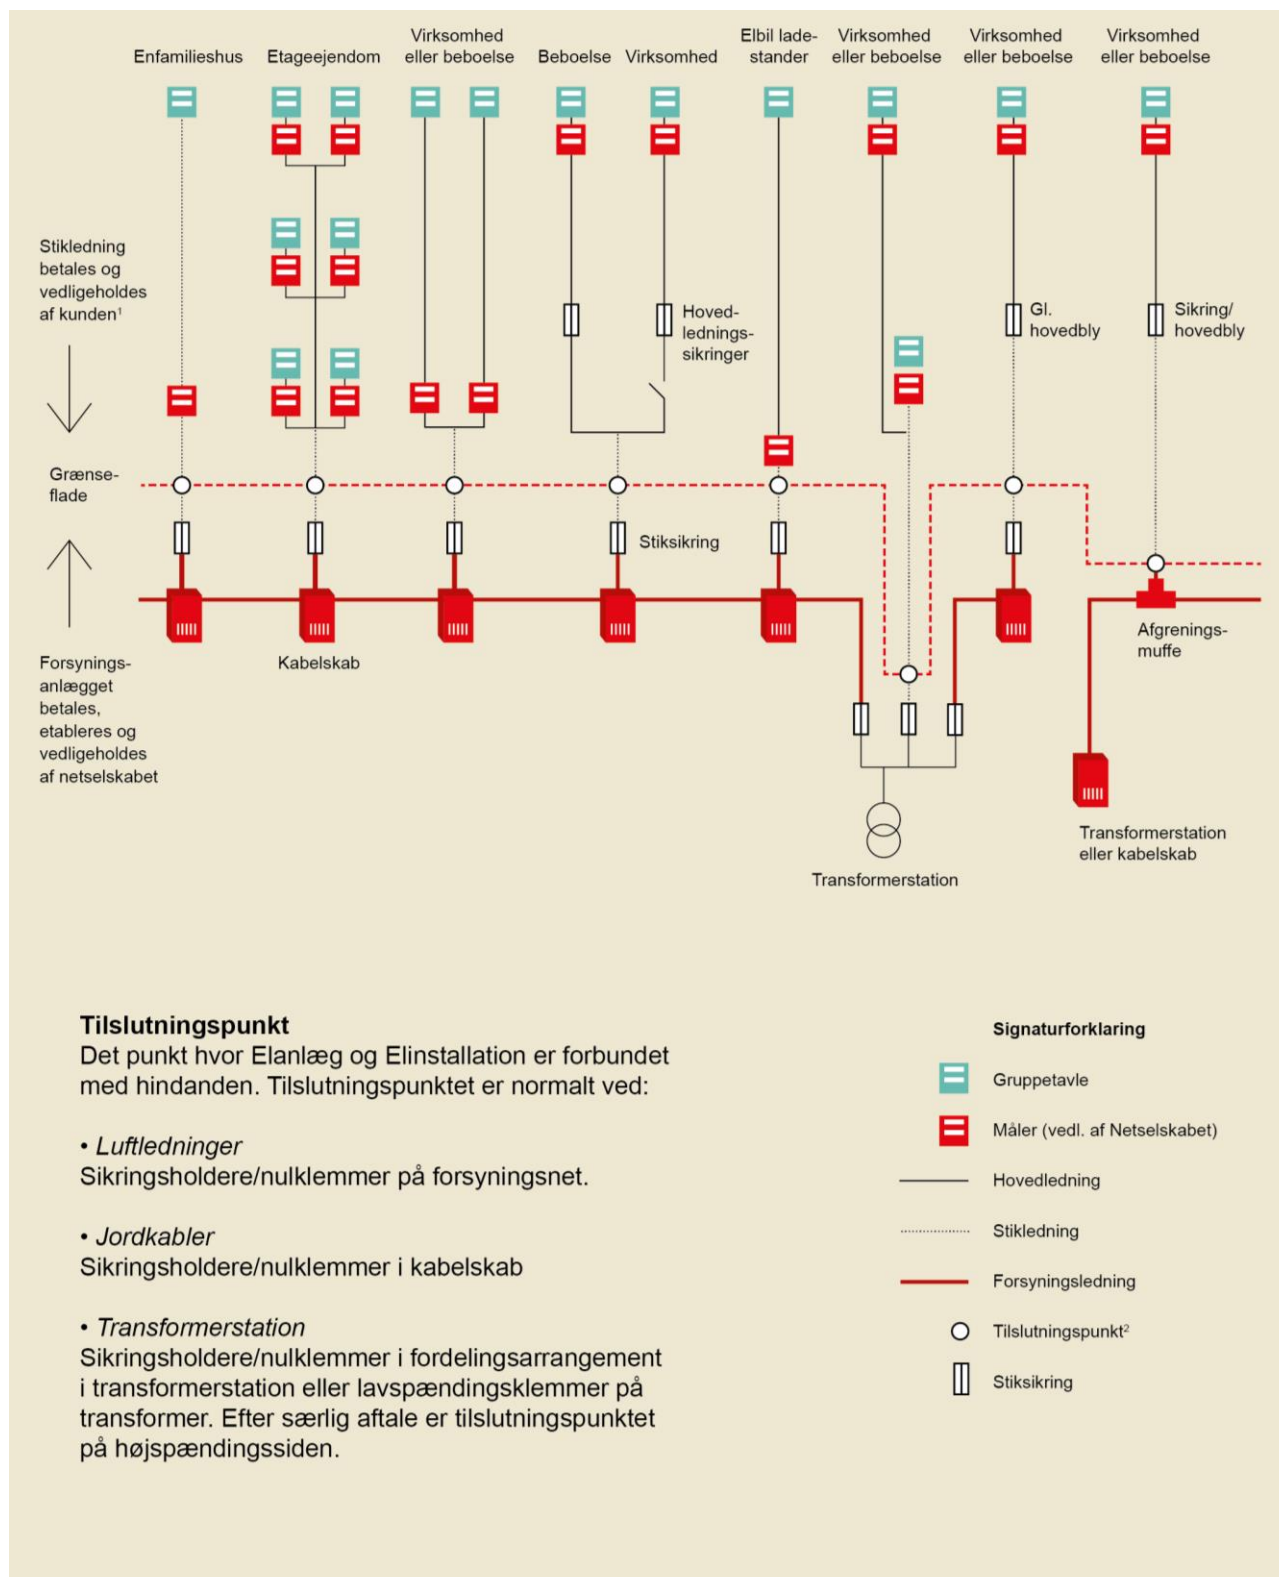 Enfamilieshus
Etageejendom
Virksomhed
eller beboelse
Beboelse
Virksomhed
Elbil lade-
stander
Virksomhed
eller beboelse
Virksomhed
eller beboelse
Virksomhed
eller beboelse
Stikledning
betales og
vedligeholdes
af kunden¹
Hoved-
lednings-
sikringer
Gl.
hovedbly
Sikring/
hovedbly
Grænse-
flade
Stiksikring
Kabelskab
Afgrenings-
muffe
Forsynings-
anlægget
betales,
etableres og
vedligeholdes
af netselskabet
Transformerstation
Transformerstation
eller kabelskab
Tilslutningspunkt
Det punkt hvor Elanlæg og Elinstallation er forbundet
med hindanden. Tilslutningspunktet er normalt ved:
• Luftledninger
Sikringsholdere/nulklemmer på forsyningsnet.
• Jordkabler
Sikringsholdere/nulklemmer i kabelskab
• Transformerstation
Sikringsholdere/nulklemmer i fordelingsarrangement
i transformerstation eller lavspændingsklemmer på
transformer. Efter særlig aftale er tilslutningspunktet
på højspændingssiden.
Signaturforklaring
Gruppetavle
Måler (vedl. af Netselskabet)
Hovedledning
Stikledning
Forsyningsledning
Tilslutningspunkt²
Stiksikring